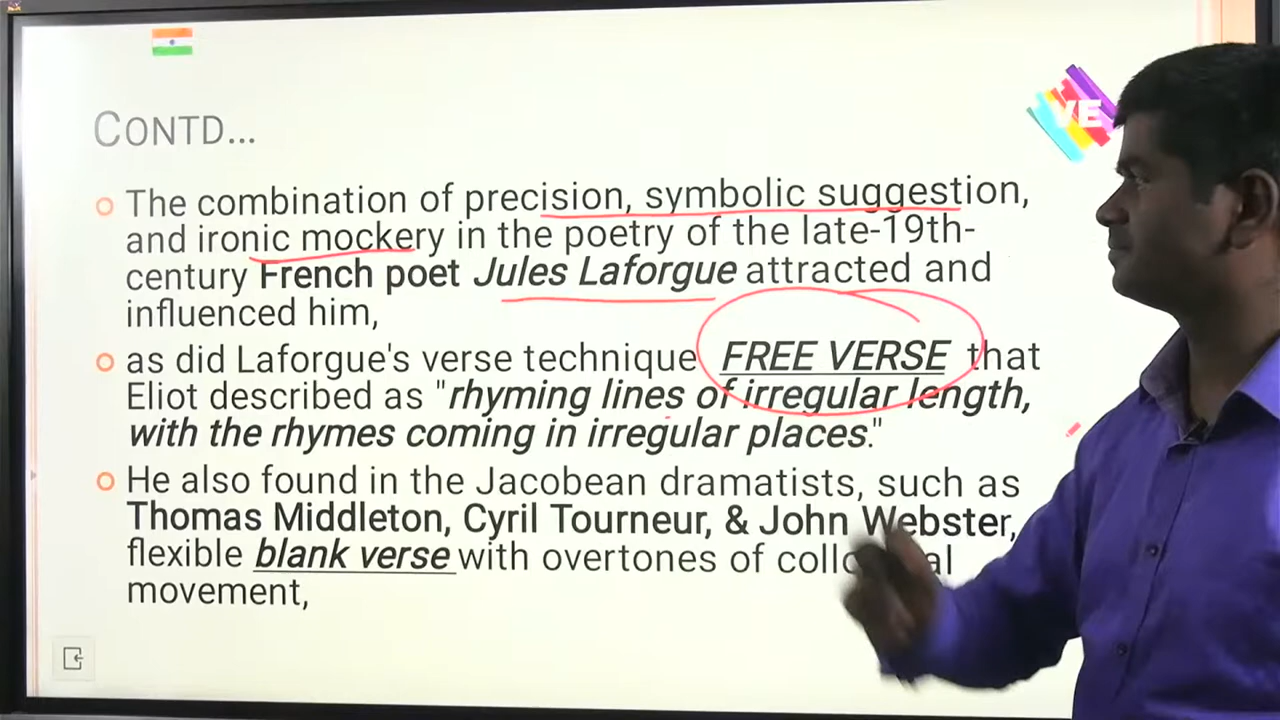 VE
CONTD...
The combination of precision, symbolic suggestion,
and ironic mockery in the poetry of the late-19th-
century French poet Jules Laforgue attracted and
influenced him,
as did Laforgue's verse technique FREE VERSE that
Eliot described as "rhyming lines of irregular length,
with the rhymes coming in irregular places."
He also found in the Jacobean dramatists, such as
Thomas Middleton, Cyril Tourneur, & John Webster,
flexible blank verse with overtones of
movement,